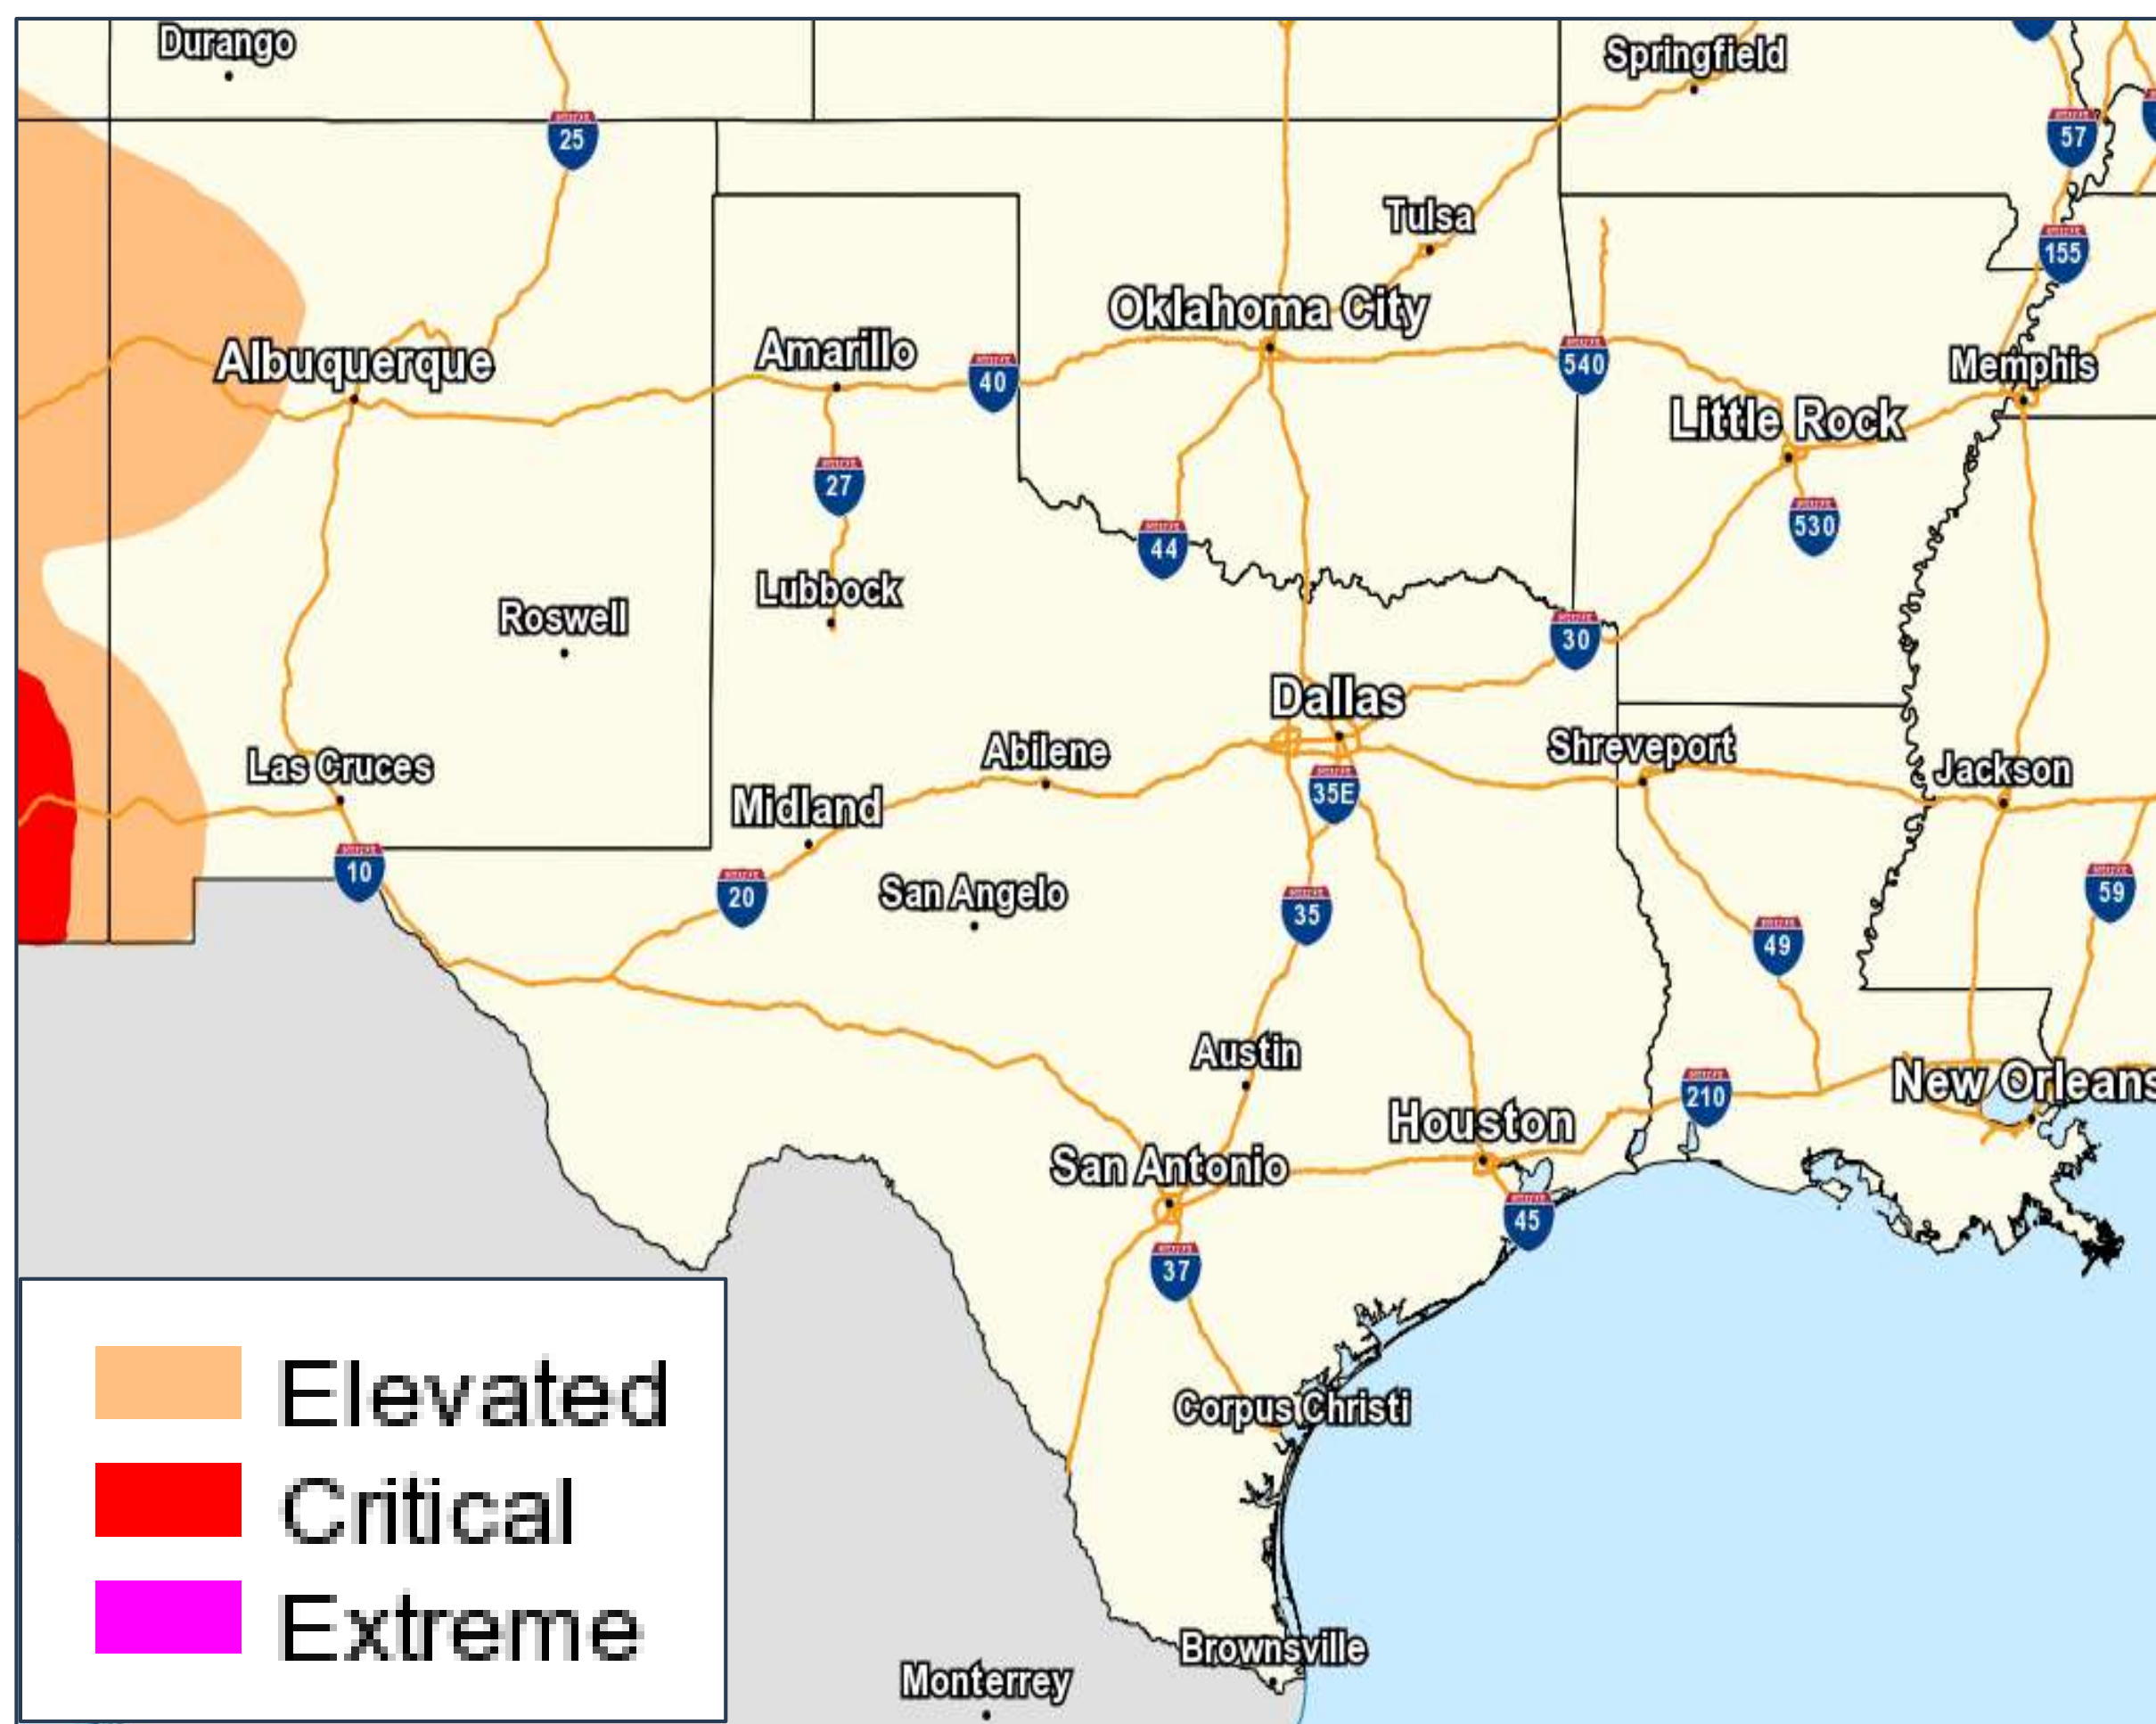 Durango
Springfield
25
57
155
Tulsa
Oklahoma City
Albuquerque
Amarillo
40
540
Memphis
Little Rock
27
530
44
Lubbock
Roswell
30
Dallas
Shreveport
Abilene
Las Cruces
Jackson
Midland
35E
10
20
San Angelo
35
59
49
Austin
New Orleans
210
Houston
San Antonio
45
37
Corpus Christi
Brownsville
Monterrey
Elevated
Critical
Extreme